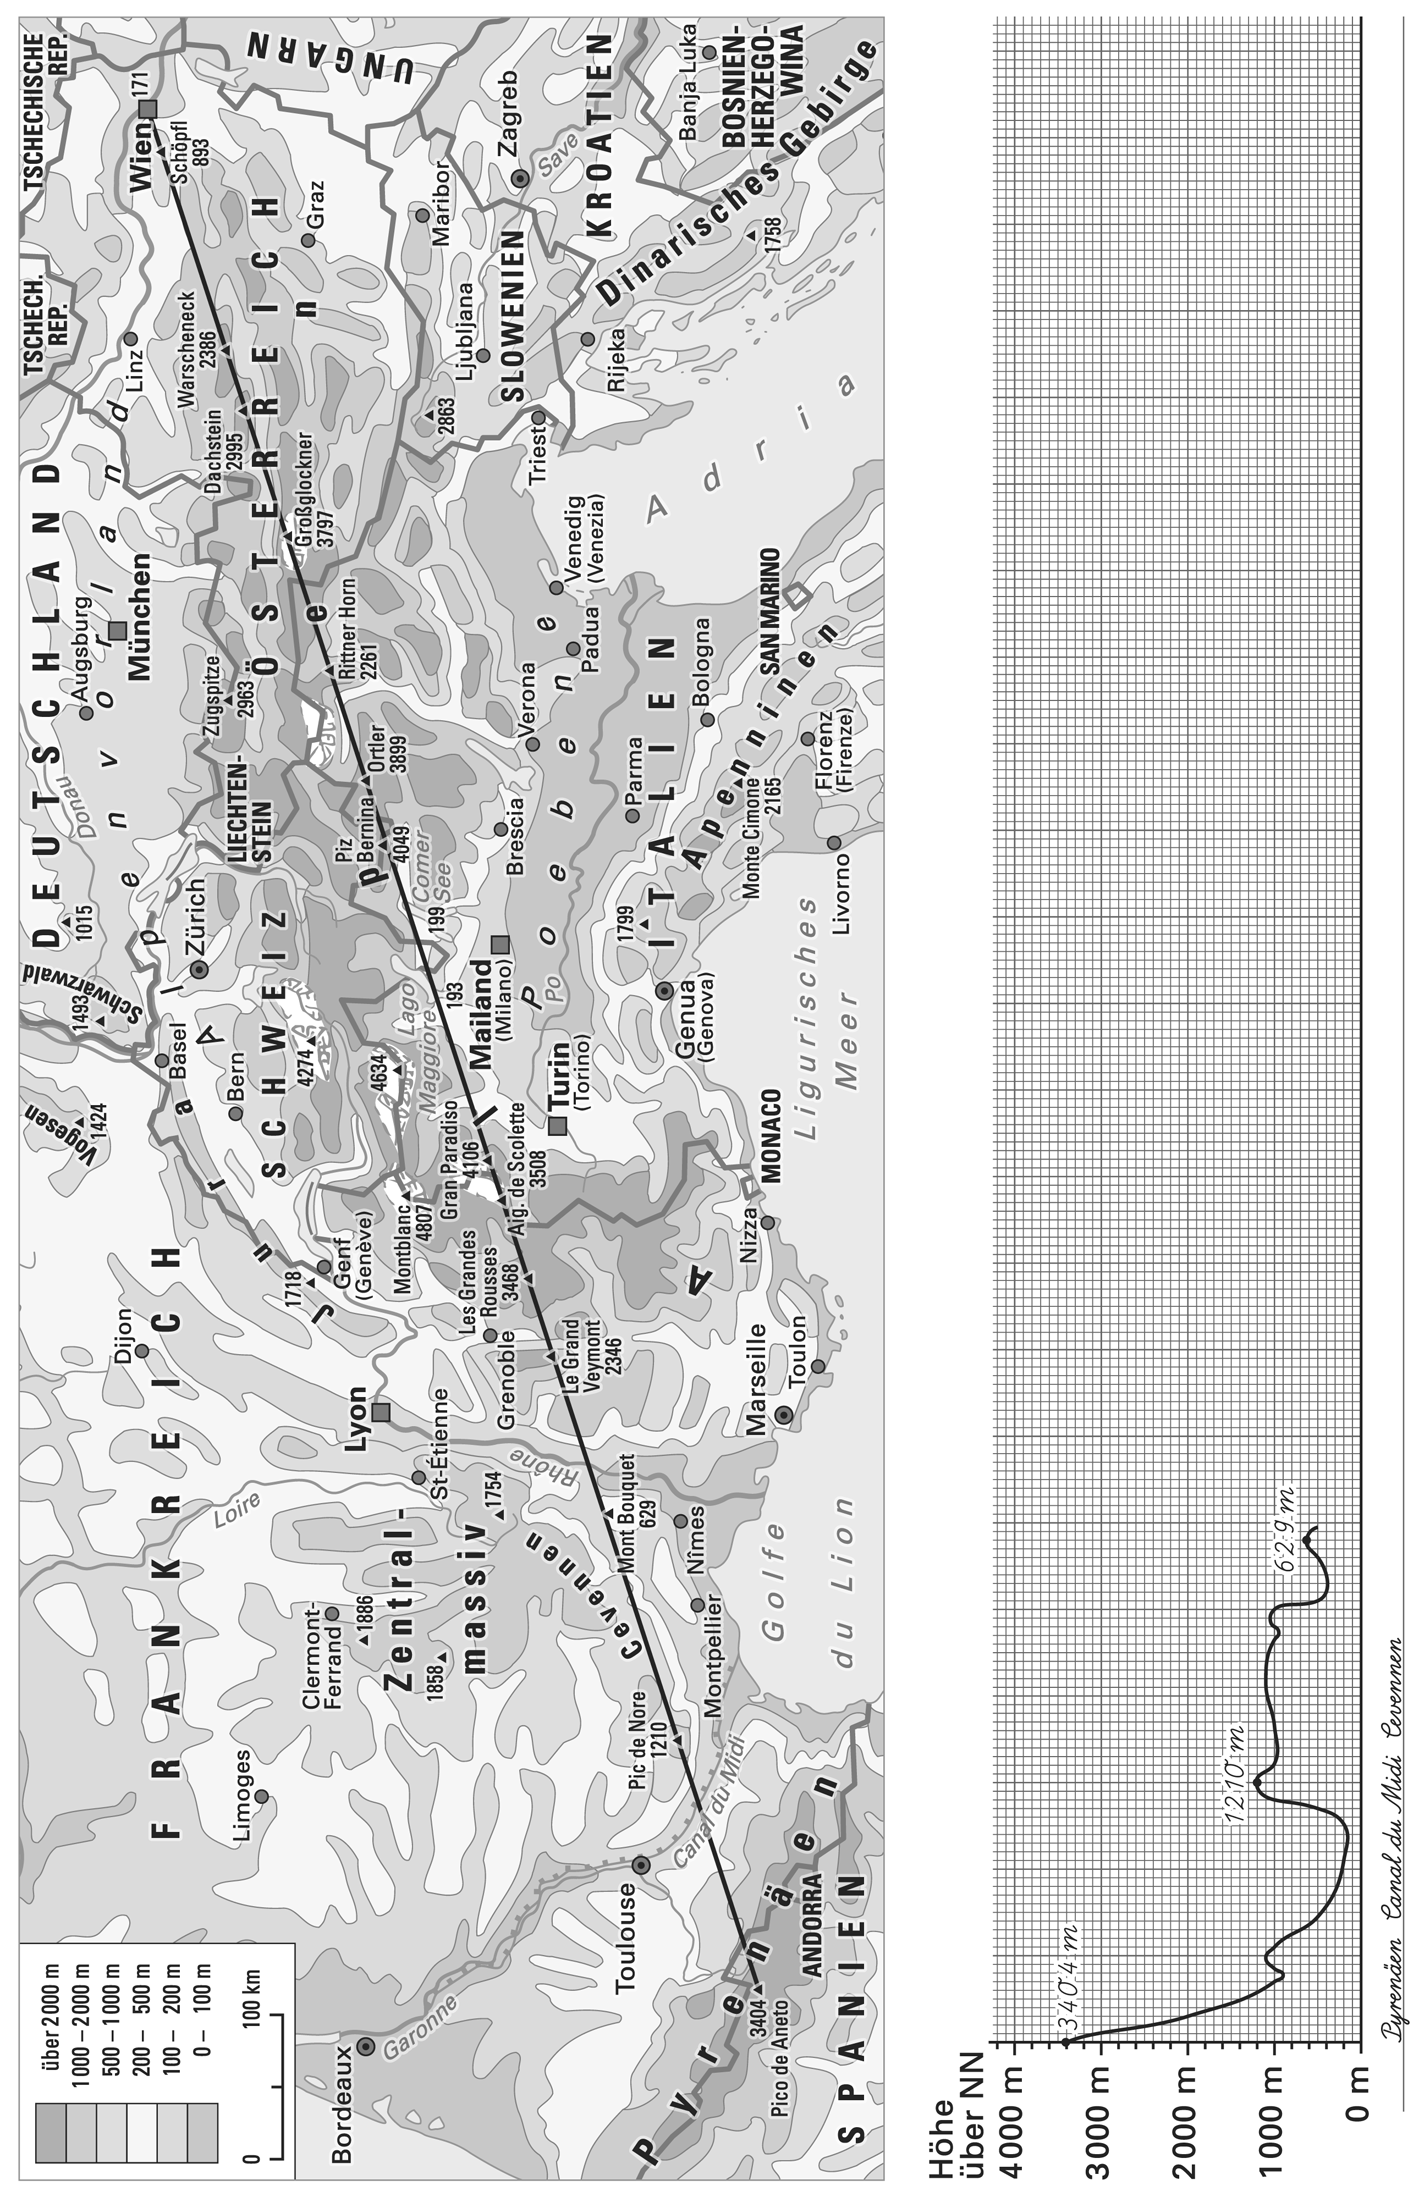 über 2000 m
1000 – 2000 m
500 – 1000 m
200 – 500 m
100 – 200 m
0 – 100 m
0 100 km
TSCHECH.
REP.
TSCHECHISCHE
REP.
DEUTSCHLAND
FRANKREICH
SCHWEIZ
LIECHTEN-
STEIN
ÖSTERREICH
UNGARN
SLOWENIEN
KROATIEN
BOSNIEN-
HERZEGO-
WINA
ITALIEN
SAN MARINO
MONACO
ANDORRA
SPANIEN
Vogesen
1424
Schwarzwald
1493
1015
Donau
Alpenvorland
Jura
1718
Alpen
Zentral-
massiv
1886
1858
1754
Cevennen
Pyrenäen
Apenninen
Dinarisches Gebirge
1758
Poebene
Po
Adria
Ligurisches
Meer
Golfe
du Lion
Bordeaux
Garonne
Limoges
Clermont-
Ferrand
Loire
Dijon
Lyon
St-Étienne
Rhône
Grenoble
Genf
(Genève)
Basel
Bern
Zürich
Augsburg
München
Linz
Wien
171
Graz
Maribor
Ljubljana
Zagreb
Save
Banja Luka
Rijeka
Triest
Venedig
(Venezia)
Padua
Verona
Brescia
Parma
Bologna
Florenz
(Firenze)
Livorno
Genua
(Genova)
Mailand
(Milano)
Turin
(Torino)
Nizza
Toulon
Marseille
Nîmes
Montpellier
Toulouse
Canal du Midi
Pico de Aneto
3404
Pic de Nore
1210
Mont Bouquet
629
Le Grand
Veymont
2346
Les Grandes
Rousses
3468
Aig. de Scolette
3508
Gran Paradiso
4106
Montblanc
4807
4634
4274
Lago
Maggiore
193
Comer
See
199
Piz
Bernina
4049
Ortler
3899
Rittner Horn
2261
Zugspitze
2963
Großglockner
3797
Dachstein
2995
Warscheneck
2386
Schöpfl
893
2863
1799
Monte Cimone
2165
Höhe
über NN
4000 m
3000 m
2000 m
1000 m
0 m
3404 m
1210 m
629 m
Pyrenäen Canal du Midi Cevennen